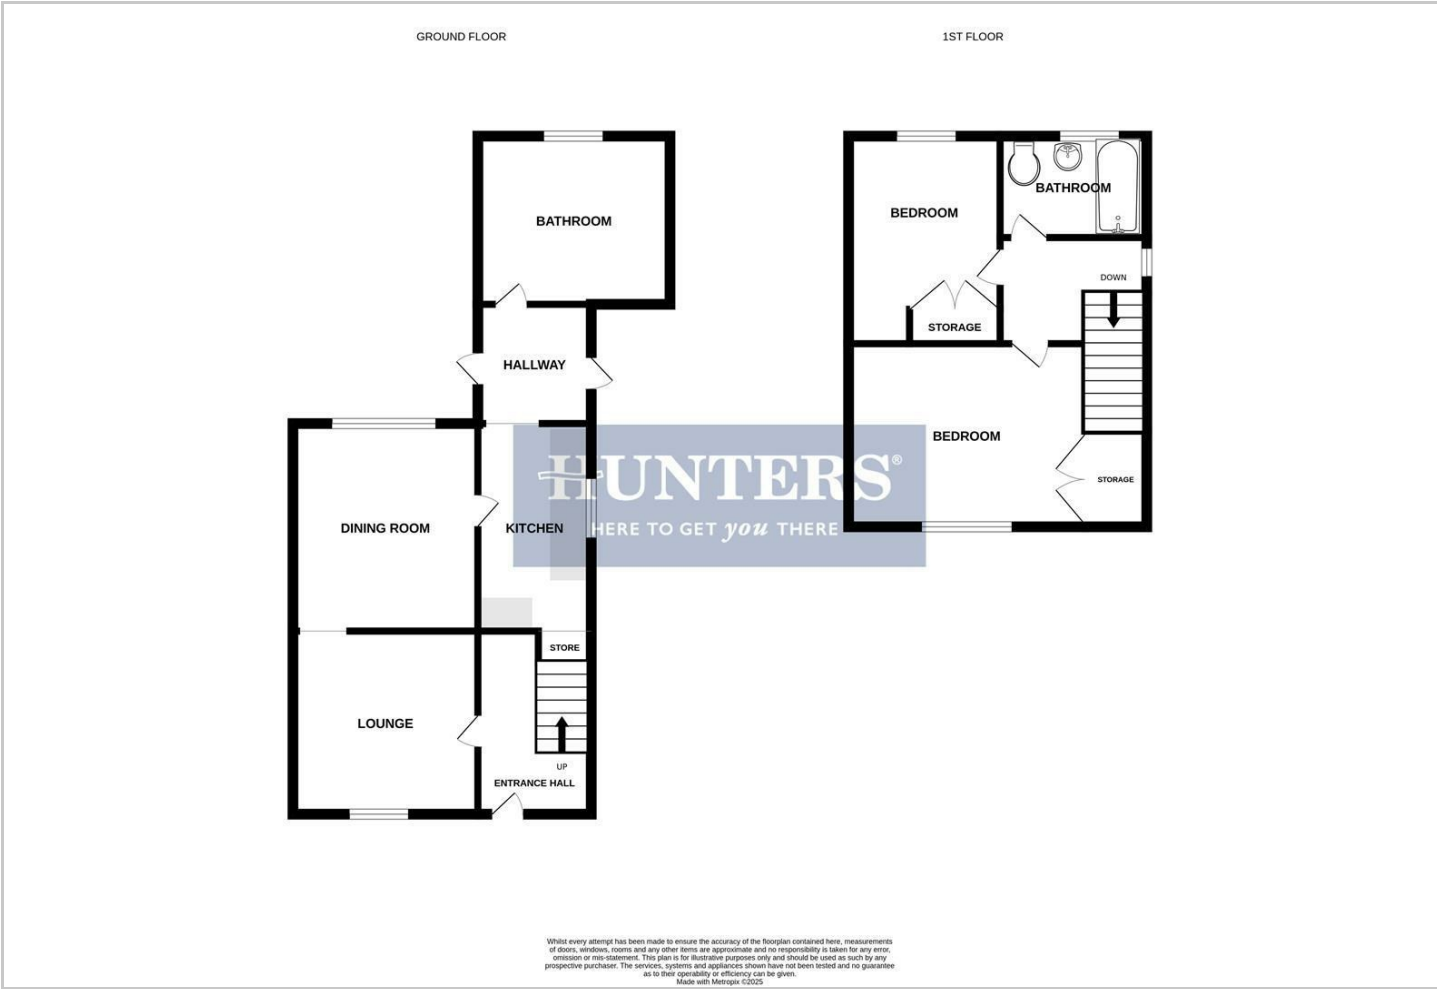 GROUND FLOOR
1ST FLOOR
BATHROOM
HALLWAY
DINING ROOM
KITCHEN
STORE
LOUNGE
UP
ENTRANCE HALL
BEDROOM
BATHROOM
DOWN
STORAGE
BEDROOM
STORAGE
HUNTERS®
HERE TO GET you THERE
Whilst every attempt has been made to ensure the accuracy of the floorplan contained here, measurements
of doors, windows, rooms and any other items are approximate and no responsibility is taken for any error,
omission or mis-statement. This plan is for illustrative purposes only and should be used as such by any
prospective purchaser. The services, systems and appliances shown have not been tested and no guarantee
as to their operability or efficiency can be given.
Made with Metropix ©2025